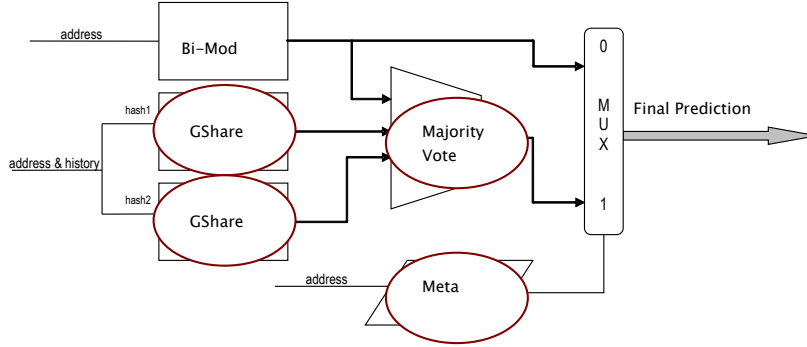 address
Bi-Mod
0
hash1
GShare
Majority
Vote
M
U
X
Final Prediction
address & history
hash2
GShare
1
address
Meta